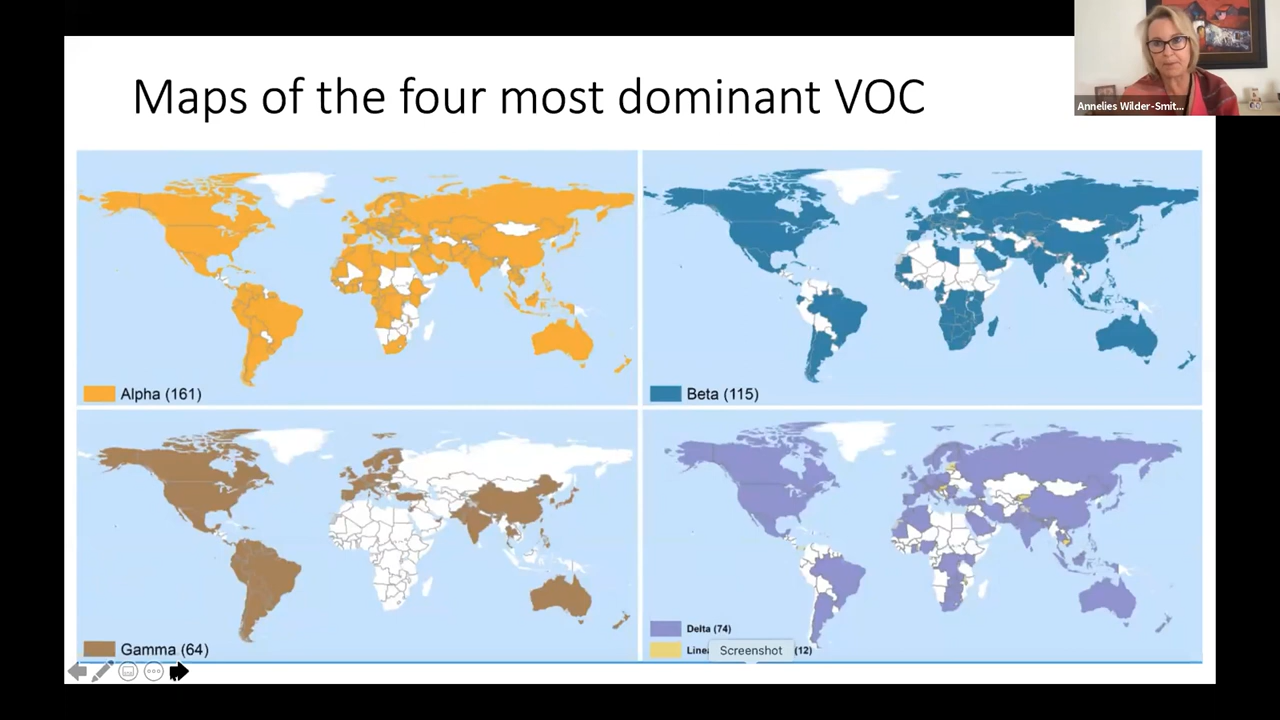 Maps of the four most dominant VOC
Annelies Wilder-Smit...
Alpha (161)
Beta (115)
Gamma (64)
Delta (74)
(12)
Screenshot